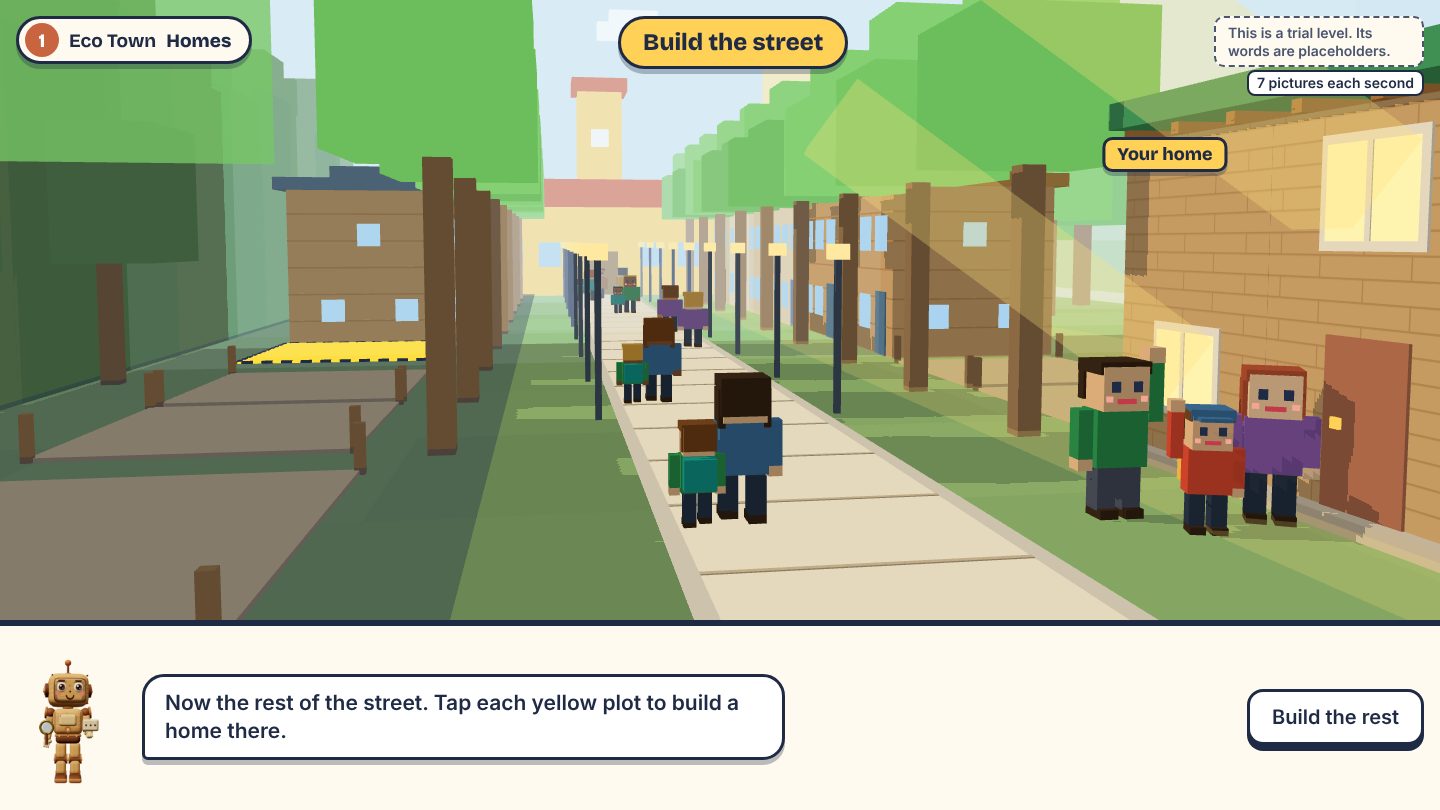 1 Eco Town Homes
Build the street
This is a trial level. Its
words are placeholders.
7 pictures each second
Your home
Now the rest of the street. Tap each yellow plot to build a
home there.
Build the rest